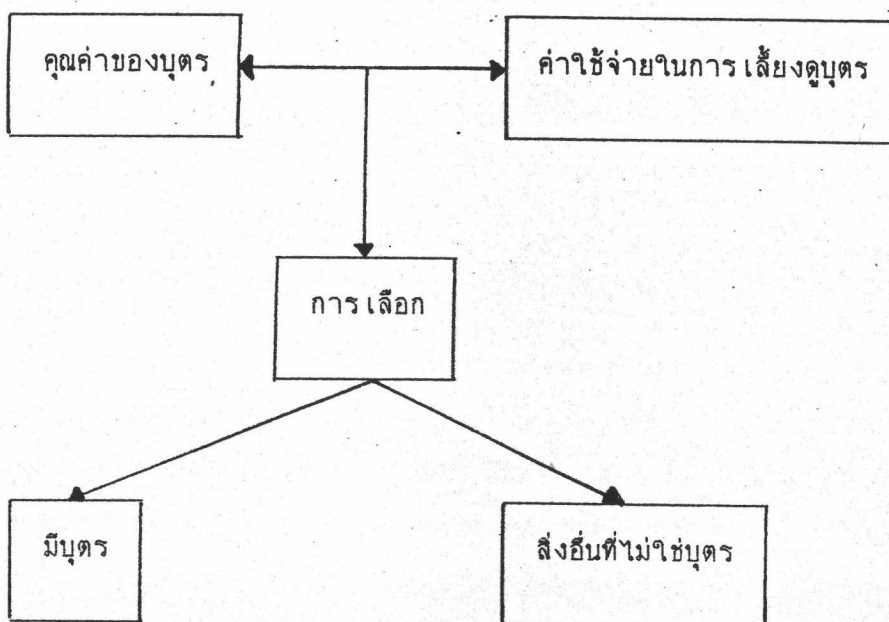 คุณค่าของบุตร
ค่าใช้จ่ายในการ เลี้ยงดูบุตร
การ เลือก
มีบุตร
สิ่งอื่นที่ไม่ใช่บุตร